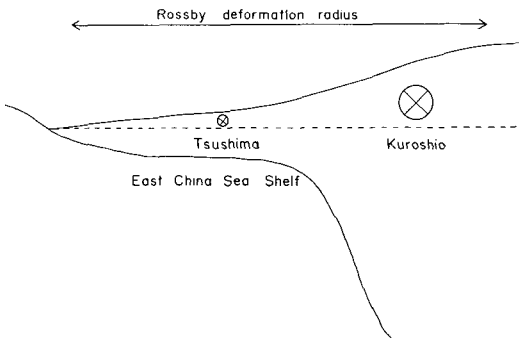 Rossby deformation radius
Tsushima
Kuroshio
East China Sea Shelf